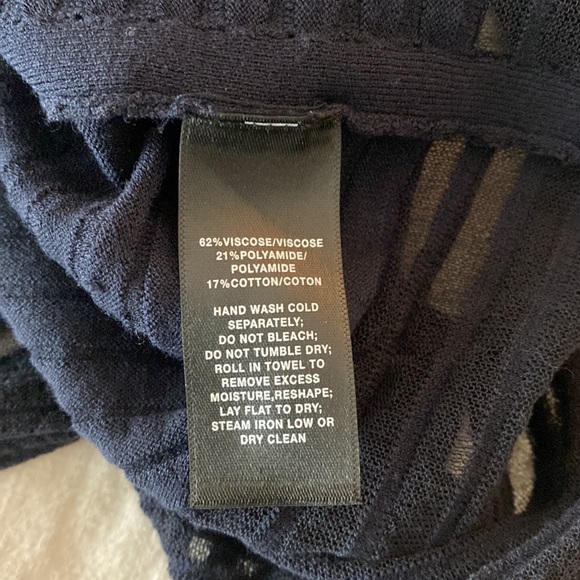 62%VISCOSE/VISCOSE
21%POLYAMIDE/
POLYAMIDE
17%COTTON/COTON
HAND WASH COLD
SEPARATELY;
DO NOT BLEACH;
DO NOT TUMBLE DRY;
ROLL IN TOWEL TO
REMOVE EXCESS
MOISTURE,RESHAPE;
LAY FLAT TO DRY;
STEAM IRON LOW OR
DRY CLEAN